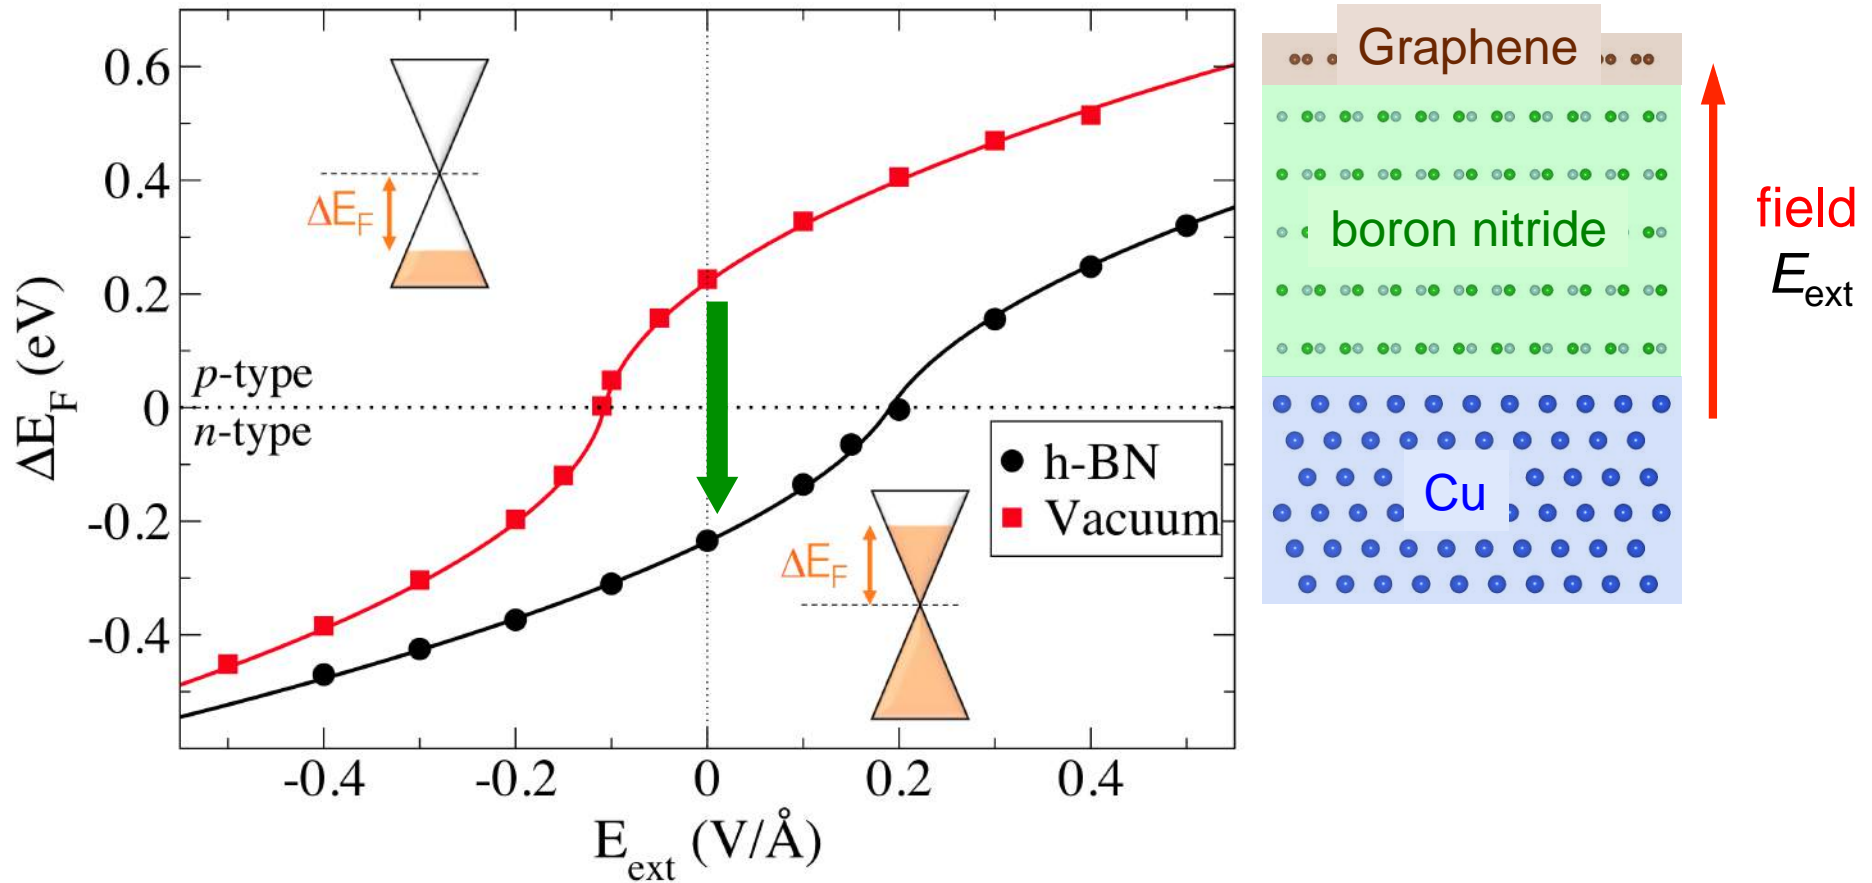 0.6
0.4
0.2
0
-0.2
-0.4
ΔE_F (eV)
p-type
n-type
ΔE_F
ΔE_F
h-BN
Vacuum
-0.4
-0.2
0
0.2
0.4
E_ext (V/Å)
Graphene
boron nitride
Cu
field
E_ext